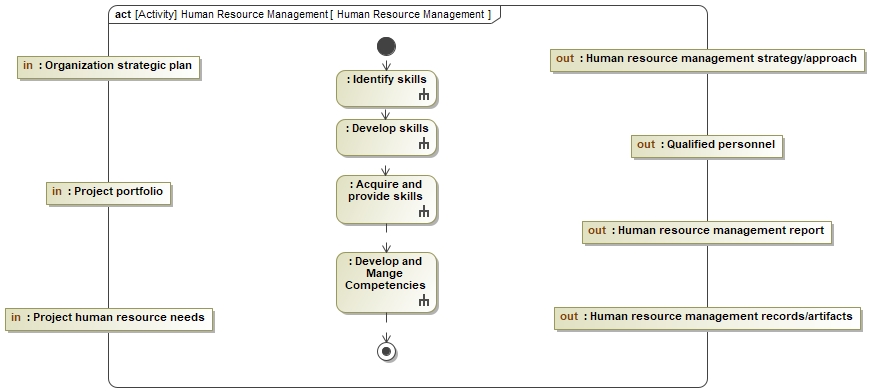 act [Activity] Human Resource Management [ Human Resource Management ]
in : Organization strategic plan
in : Project portfolio
in : Project human resource needs
: Identify skills
: Develop skills
: Acquire and
provide skills
: Develop and
Mange
Competencies
out : Human resource management strategy/approach
out : Qualified personnel
out : Human resource management report
out : Human resource management records/artifacts